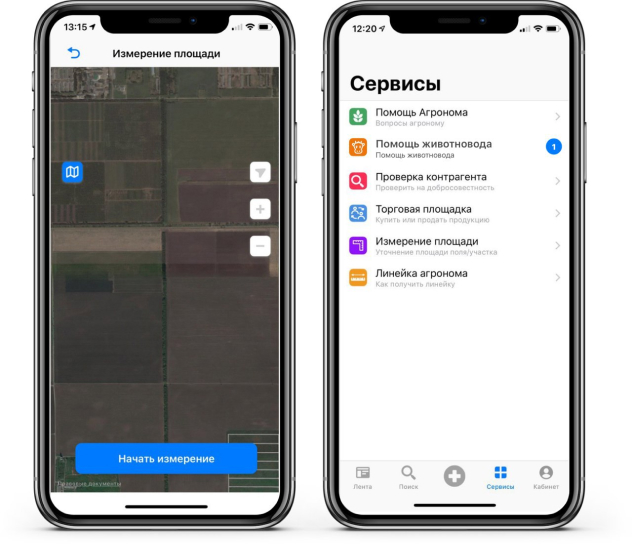 13:15
Измерение площади
Начать измерение
Правовые документы
12:20
Сервисы
Помощь Агронома
Вопросы агроному
Помощь животновода
Помощь животновода
1
Проверка контрагента
Проверить на добросовестность
Торговая площадка
Купить или продать продукцию
Измерение площади
Уточнение площади поля/участка
Линейка агронома
Как получить линейку
Лента
Поиск
Сервисы
Кабинет